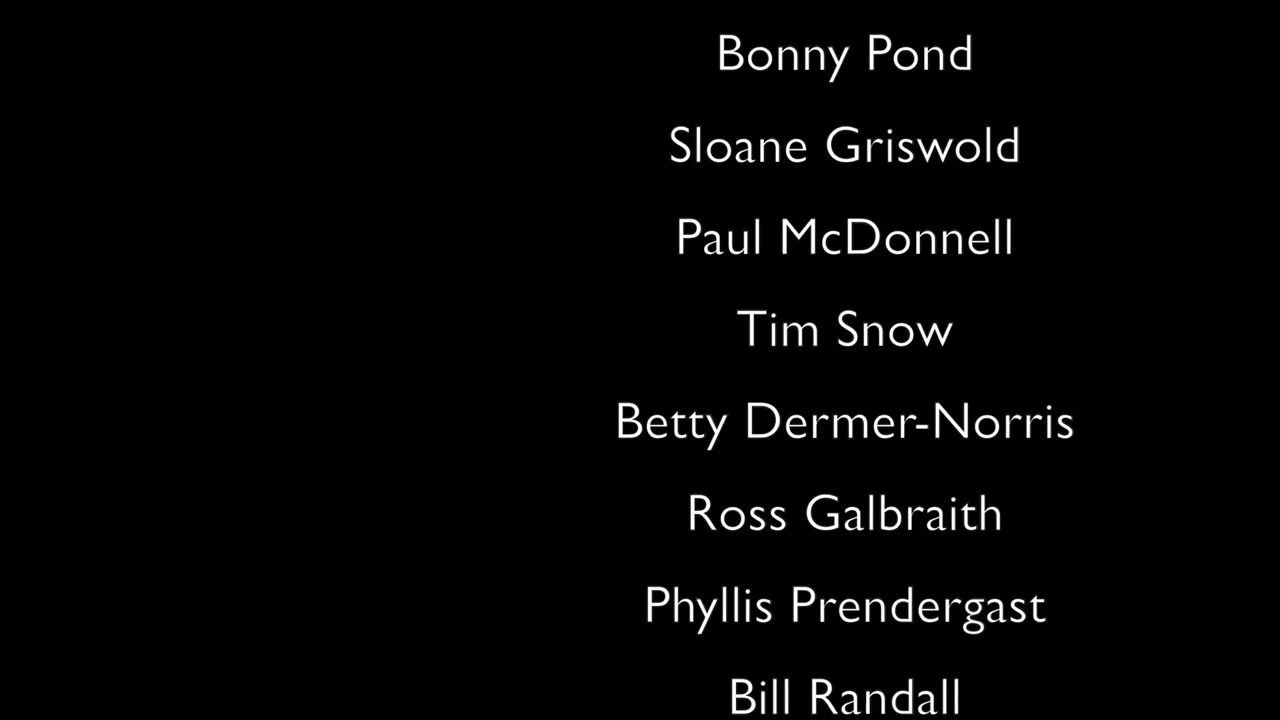 Bonny Pond
Sloane Griswold
Paul McDonnell
Tim Snow
Betty Dermer-Norris
Ross Galbraith
Phyllis Prendergast
Bill Randall